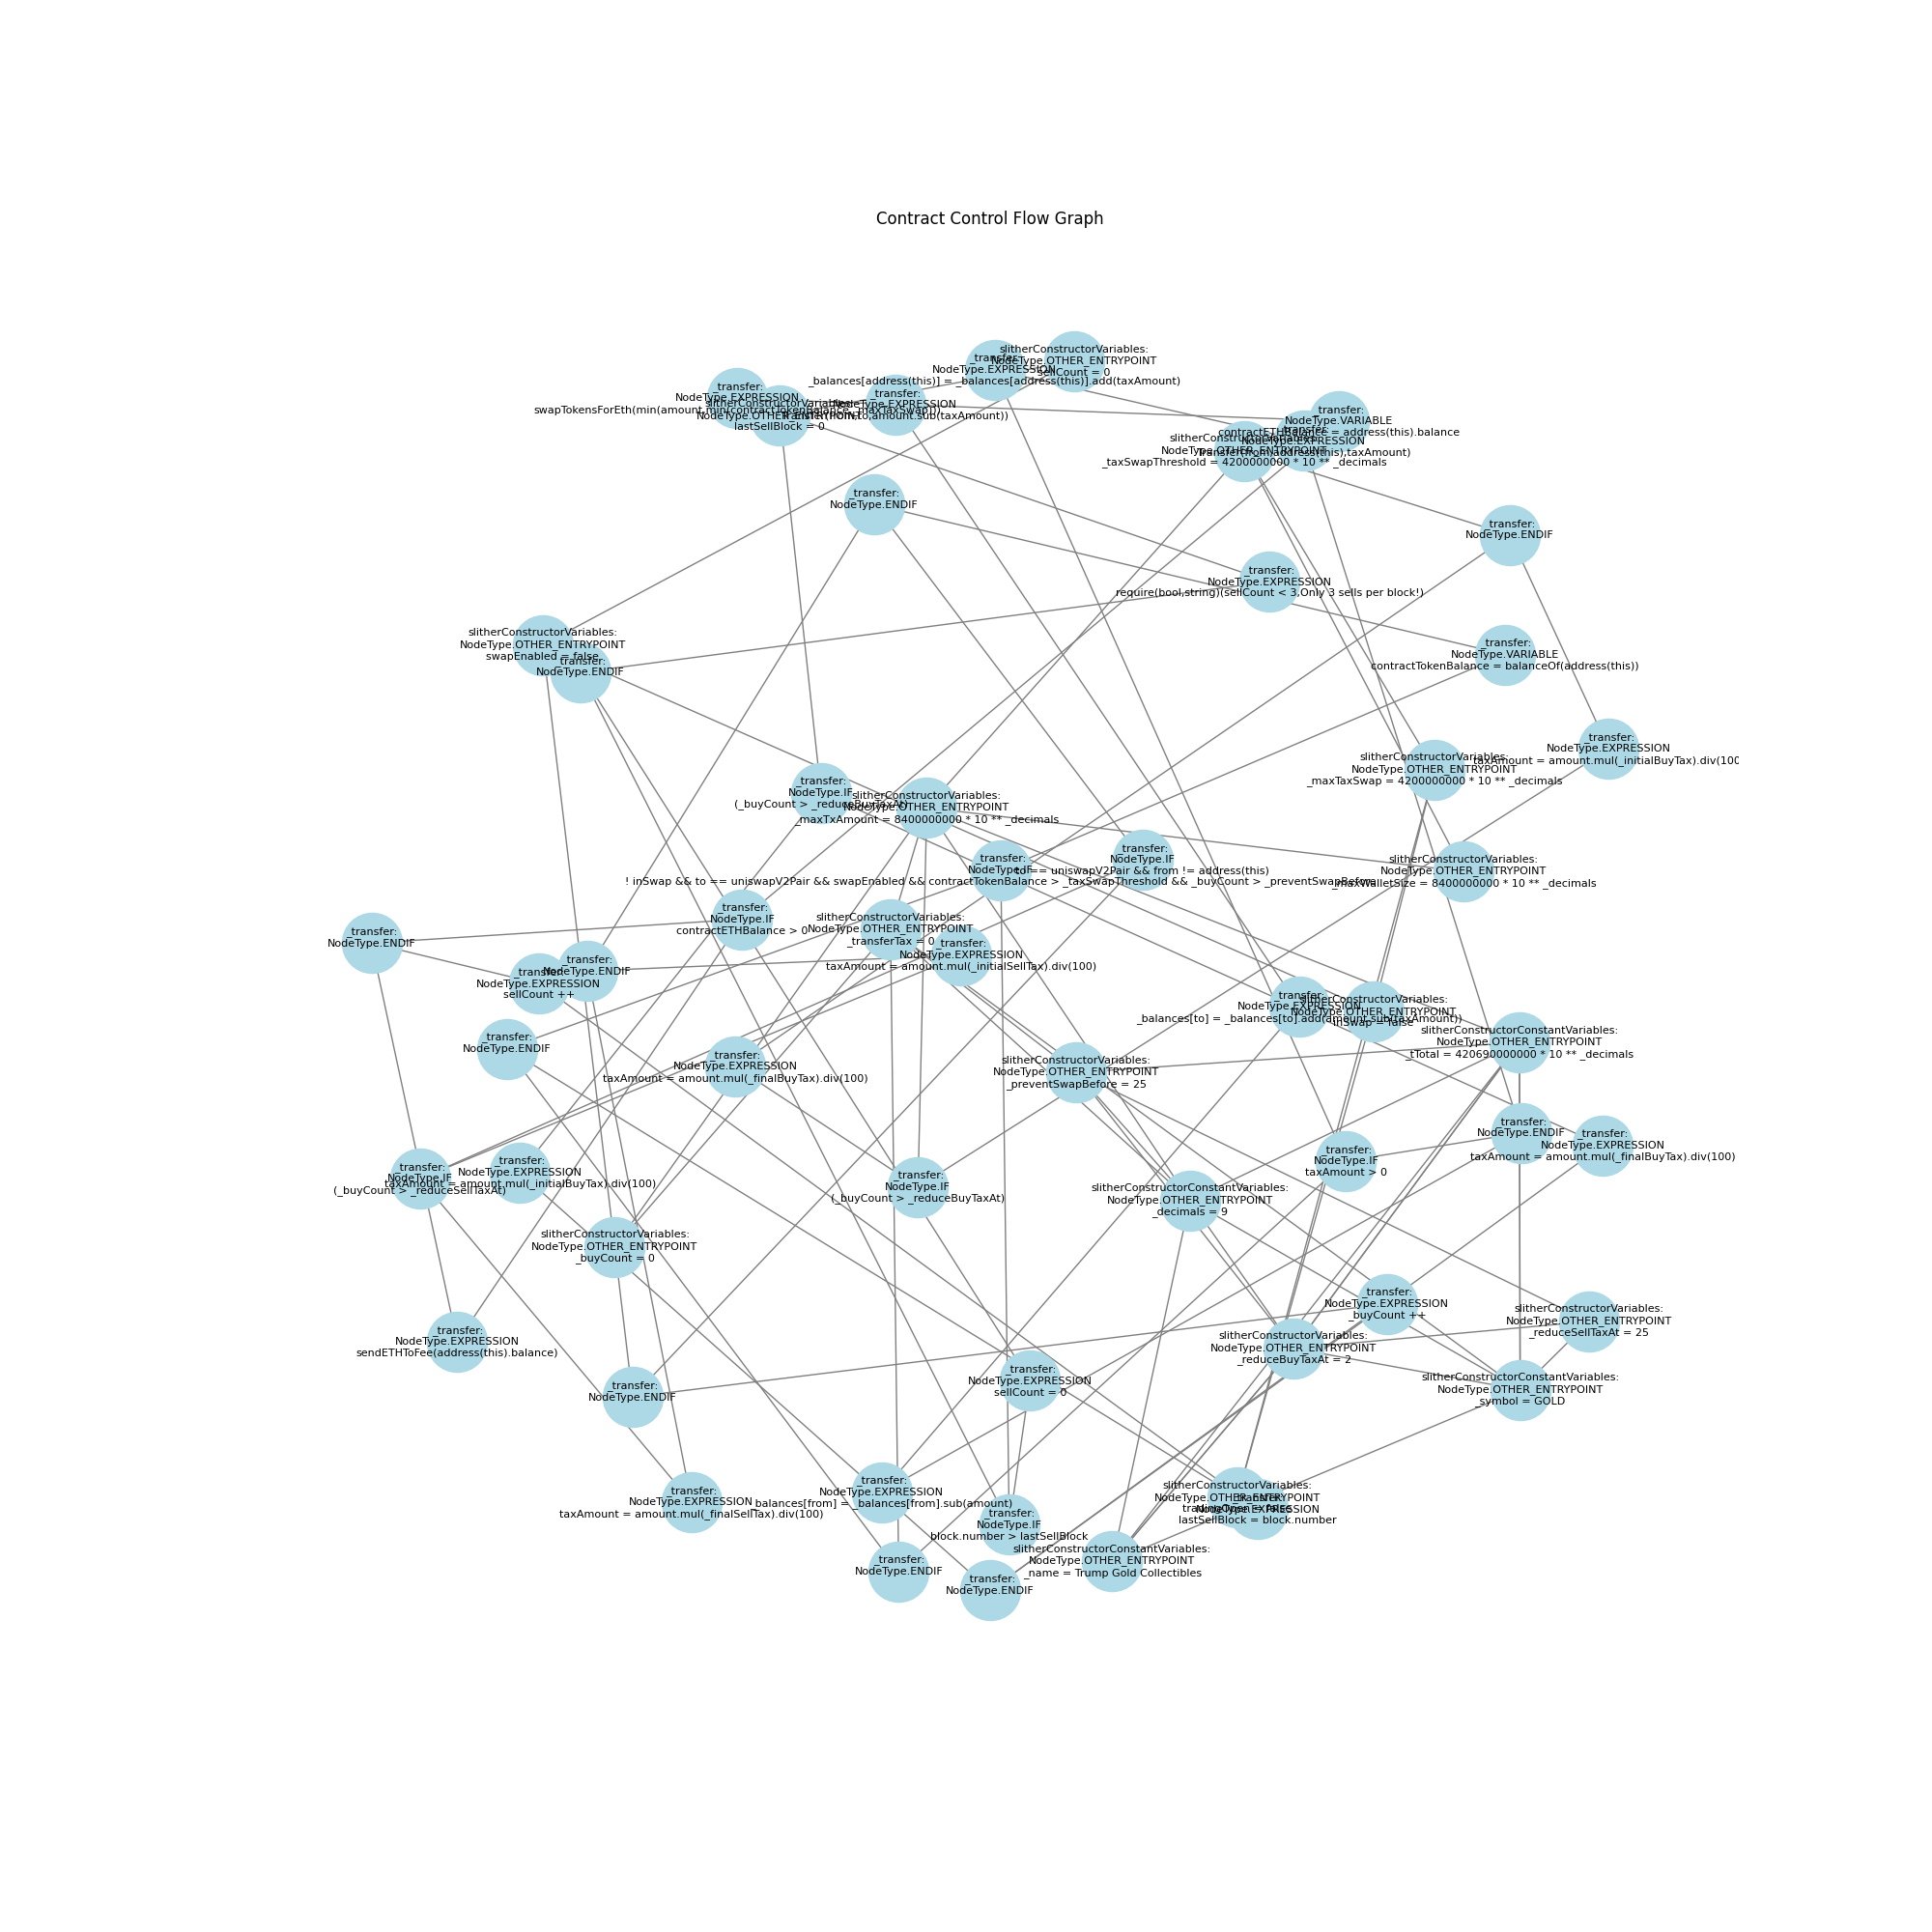 Contract Control Flow Graph
slitherConstructorVariables:
NodeType.OTHER_ENTRYPOINT
sellCount = 0
_transfer:
NodeType.EXPRESSION
_balances[address(this)] = _balances[address(this)].add(taxAmount)
_transfer:
NodeType.EXPRESSION
slitherConstructorVariables:
NodeType.OTHER_ENTRYPOINT
lastSellBlock = 0
_transfer:
NodeType.EXPRESSION
_transfer:
NodeType.VARIABLE
contractETHBalance = address(this).balance
NodeType.EXPRESSION
Transfer(from,address(this),taxAmount)
slitherConstructorVariables:
NodeType.OTHER_ENTRYPOINT
_taxSwapThreshold = 4200000000 * 10 ** _decimals
_transfer:
NodeType.ENDIF
_transfer:
NodeType.ENDIF
_transfer:
NodeType.EXPRESSION
require(bool,string)(sellCount < 3,Only 3 sells per block!)
slitherConstructorVariables:
NodeType.OTHER_ENTRYPOINT
swapEnabled = false
_transfer:
NodeType.ENDIF
_transfer:
NodeType.VARIABLE
contractTokenBalance = balanceOf(address(this))
_transfer:
NodeType.EXPRESSION
taxAmount = amount.mul(_initialBuyTax).div(100
slitherConstructorVariables:
NodeType.OTHER_ENTRYPOINT
_maxTaxSwap = 4200000000 * 10 ** _decimals
_transfer:
NodeType.IF
(_buyCount > _reduceBuyTaxAt)
slitherConstructorVariables:
NodeType.OTHER_ENTRYPOINT
_maxTxAmount = 8400000000 * 10 ** _decimals
_transfer:
NodeType.IF
to == uniswapV2Pair && from != address(this)
_transfer:
NodeType.IF
! inSwap && to == uniswapV2Pair && swapEnabled && contractTokenBalance > _taxSwapThreshold && _buyCount > _preventSwapBefore
slitherConstructorVariables:
NodeType.OTHER_ENTRYPOINT
_maxWalletSize = 8400000000 * 10 ** _decimals
_transfer:
NodeType.IF
contractETHBalance > 0
slitherConstructorVariables:
NodeType.OTHER_ENTRYPOINT
_transferTax = 0
_transfer:
NodeType.ENDIF
_transfer:
NodeType.EXPRESSION
taxAmount = amount.mul(_initialSellTax).div(100)
_transfer:
NodeType.ENDIF
_transfer:
NodeType.EXPRESSION
sellCount ++
_transfer:
NodeType.EXPRESSION
_balances[to] = _balances[to].add(amount.sub(taxAmount))
slitherConstructorVariables:
NodeType.OTHER_ENTRYPOINT
inSwap = false
slitherConstructorConstantVariables:
NodeType.OTHER_ENTRYPOINT
_tTotal = 420690000000 * 10 ** _decimals
_transfer:
NodeType.ENDIF
_transfer:
NodeType.EXPRESSION
taxAmount = amount.mul(_finalBuyTax).div(100)
slitherConstructorVariables:
NodeType.OTHER_ENTRYPOINT
_preventSwapBefore = 25
_transfer:
NodeType.ENDIF
_transfer:
NodeType.EXPRESSION
taxAmount = amount.mul(_finalBuyTax).div(100)
_transfer:
NodeType.IF
taxAmount > 0
_transfer:
NodeType.IF
(_buyCount > _reduceSellTaxAt)
_transfer:
NodeType.EXPRESSION
taxAmount = amount.mul(_initialBuyTax).div(100)
_transfer:
NodeType.IF
(_buyCount > _reduceBuyTaxAt)
slitherConstructorConstantVariables:
NodeType.OTHER_ENTRYPOINT
_decimals = 9
slitherConstructorVariables:
NodeType.OTHER_ENTRYPOINT
_buyCount = 0
_transfer:
NodeType.EXPRESSION
_buyCount ++
slitherConstructorVariables:
NodeType.OTHER_ENTRYPOINT
_reduceSellTaxAt = 25
_transfer:
NodeType.EXPRESSION
sendETHToFee(address(this).balance)
slitherConstructorVariables:
NodeType.OTHER_ENTRYPOINT
_reduceBuyTaxAt = 2
_transfer:
NodeType.EXPRESSION
sellCount = 0
slitherConstructorConstantVariables:
NodeType.OTHER_ENTRYPOINT
_symbol = GOLD
_transfer:
NodeType.ENDIF
_transfer:
NodeType.EXPRESSION
taxAmount = amount.mul(_finalSellTax).div(100)
_transfer:
NodeType.EXPRESSION
_balances[from] = _balances[from].sub(amount)
slitherConstructorVariables:
NodeType.OTHER_ENTRYPOINT
_transfer:
NodeType.EXPRESSION
lastSellBlock = block.number
_transfer:
NodeType.IF
block.number > lastSellBlock
slitherConstructorConstantVariables:
NodeType.OTHER_ENTRYPOINT
_name = Trump Gold Collectibles
_transfer:
NodeType.ENDIF
_transfer:
NodeType.ENDIF